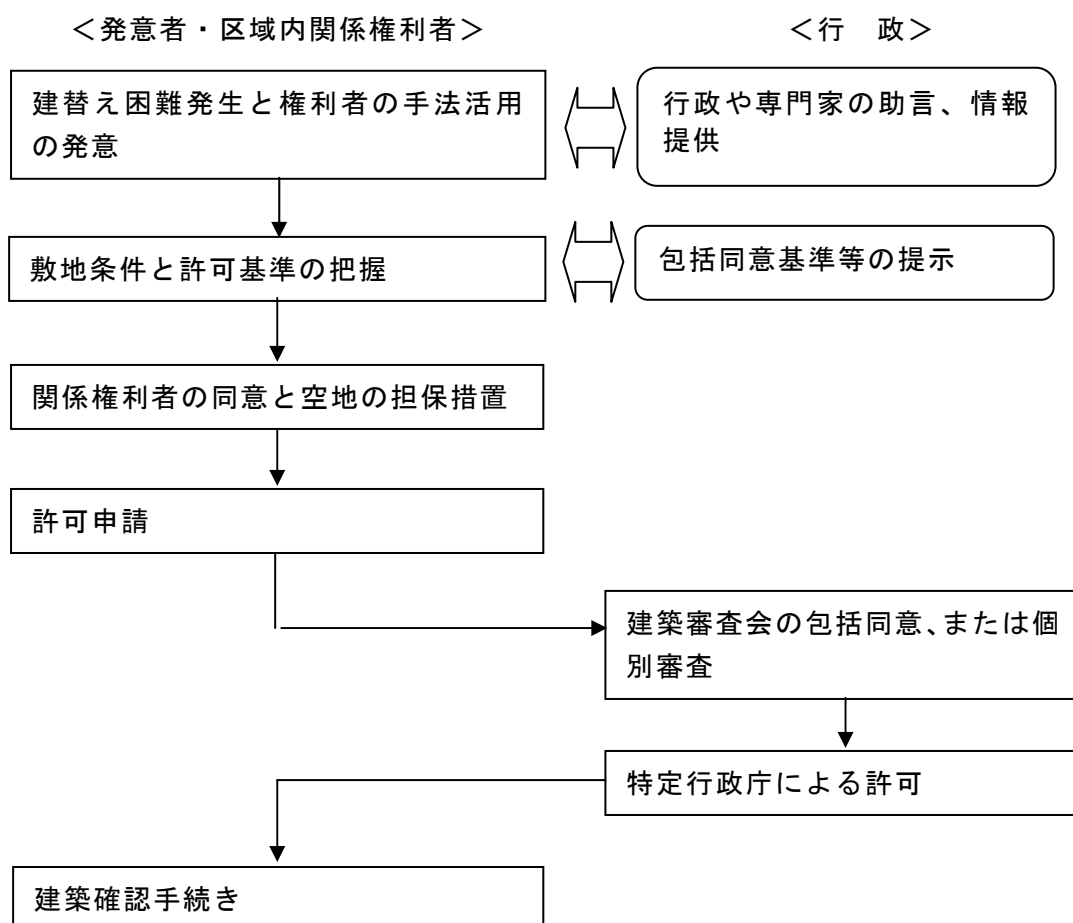 ＜発意者・区域内関係権利者＞
＜行　政＞
建替え困難発生と権利者の手法活用
の発意
行政や専門家の助言、情報
提供
敷地条件と許可基準の把握
包括同意基準等の提示
関係権利者の同意と空地の担保措置
許可申請
建築審査会の包括同意、または個
別審査
特定行政庁による許可
建築確認手続き